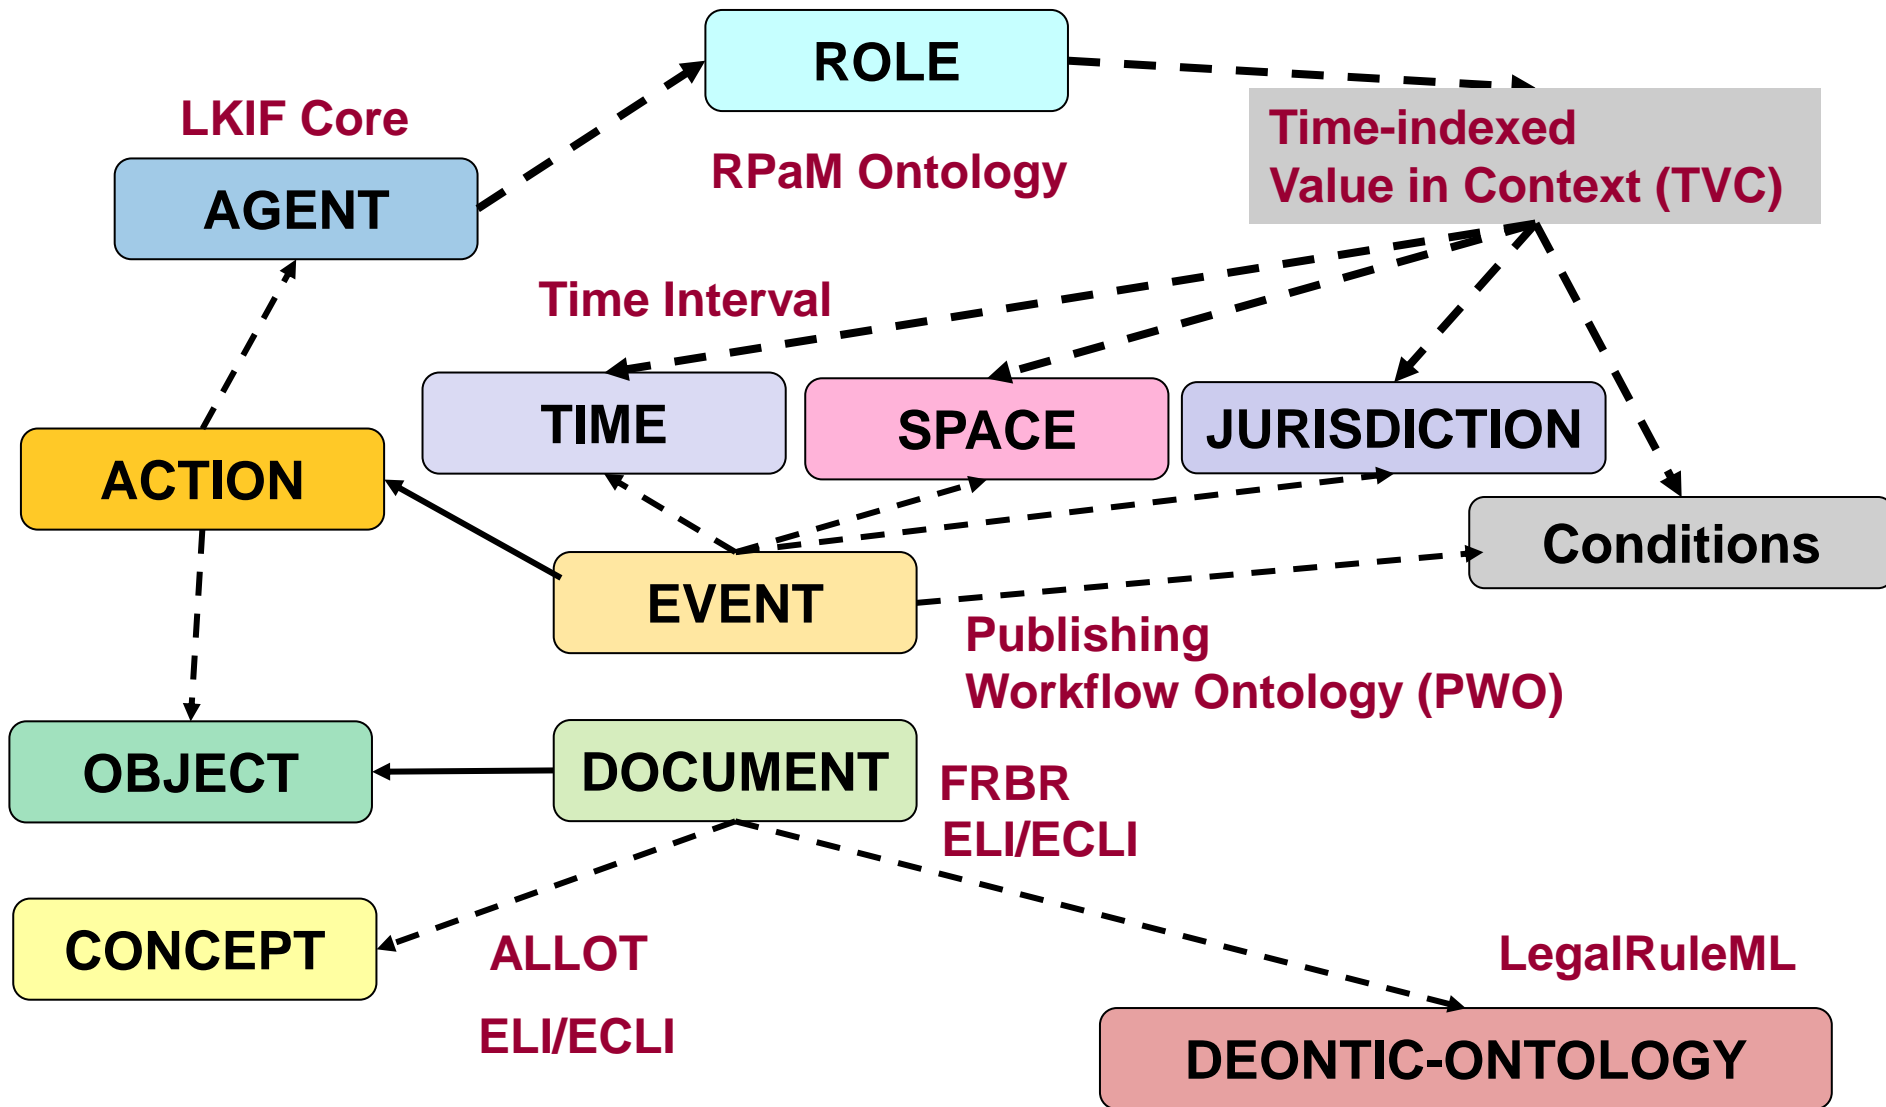 ROLE
LKIF Core
Time-indexed
Value in Context (TVC)
RPaM Ontology
AGENT
Time Interval
TIME
SPACE
JURISDICTION
ACTION
Conditions
EVENT
Publishing
Workflow Ontology (PWO)
OBJECT
DOCUMENT
FRBR
ELI/ECLI
CONCEPT
ALLOT
LegalRuleML
ELI/ECLI
DEONTIC-ONTOLOGY